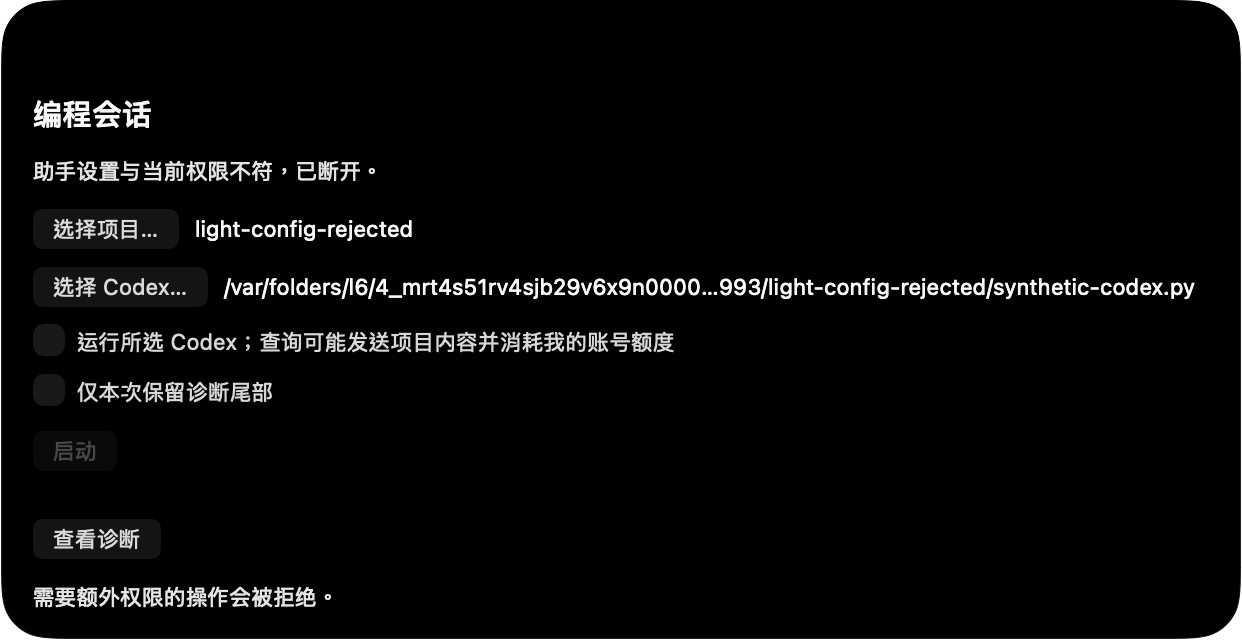 编程会话
助手设置与当前权限不符，已断开。
选择项目... light-config-rejected
选择 Codex... /var/folders/l6/4_mrt4s51rv4sjb29v6x9n0000...993/light-config-rejected/synthetic-codex.py
运行所选 Codex；查询可能发送项目内容并消耗我的账号额度
仅本次保留诊断尾部
启动
查看诊断
需要额外权限的操作会被拒绝。